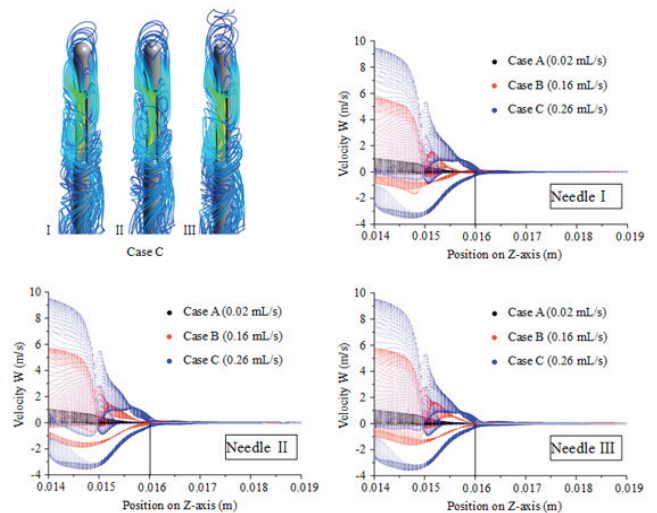 I II III
Case C
10
8
6
4
2
0
-2
-4
Velocity W (m/s)
Case A (0.02 mL/s)
Case B (0.16 mL/s)
Case C (0.26 mL/s)
Needle I
0.014 0.015 0.016 0.017 0.018 0.019
Position on Z-axis (m)
10
8
6
4
2
0
-2
-4
Velocity W (m/s)
Case A (0.02 mL/s)
Case B (0.16 mL/s)
Case C (0.26 mL/s)
Needle II
0.014 0.015 0.016 0.017 0.018 0.019
Position on Z-axis (m)
10
8
6
4
2
0
-2
-4
Velocity W (m/s)
Case A (0.02 mL/s)
Case B (0.16 mL/s)
Case C (0.26 mL/s)
Needle III
0.014 0.015 0.016 0.017 0.018 0.019
Position on Z-axis (m)